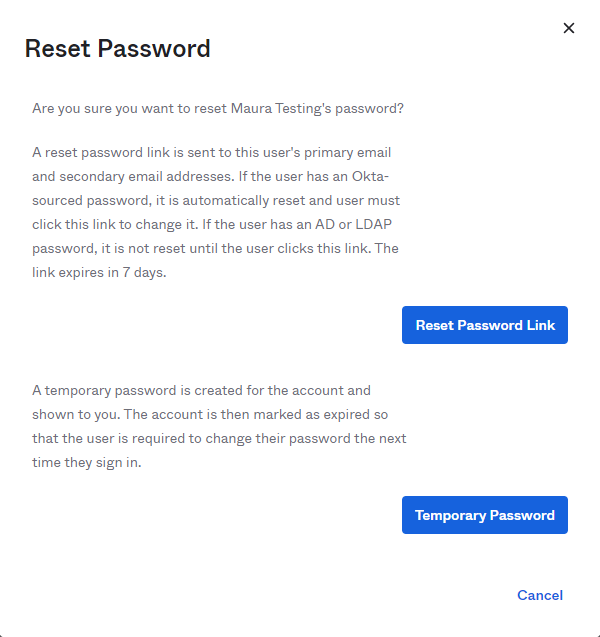 Reset Password
Are you sure you want to reset Maura Testing's password?
A reset password link is sent to this user's primary email
and secondary email addresses. If the user has an Okta-
sourced password, it is automatically reset and user must
click this link to change it. If the user has an AD or LDAP
password, it is not reset until the user clicks this link. The
link expires in 7 days.
Reset Password Link
A temporary password is created for the account and
shown to you. The account is then marked as expired so
that the user is required to change their password the next
time they sign in.
Temporary Password
Cancel